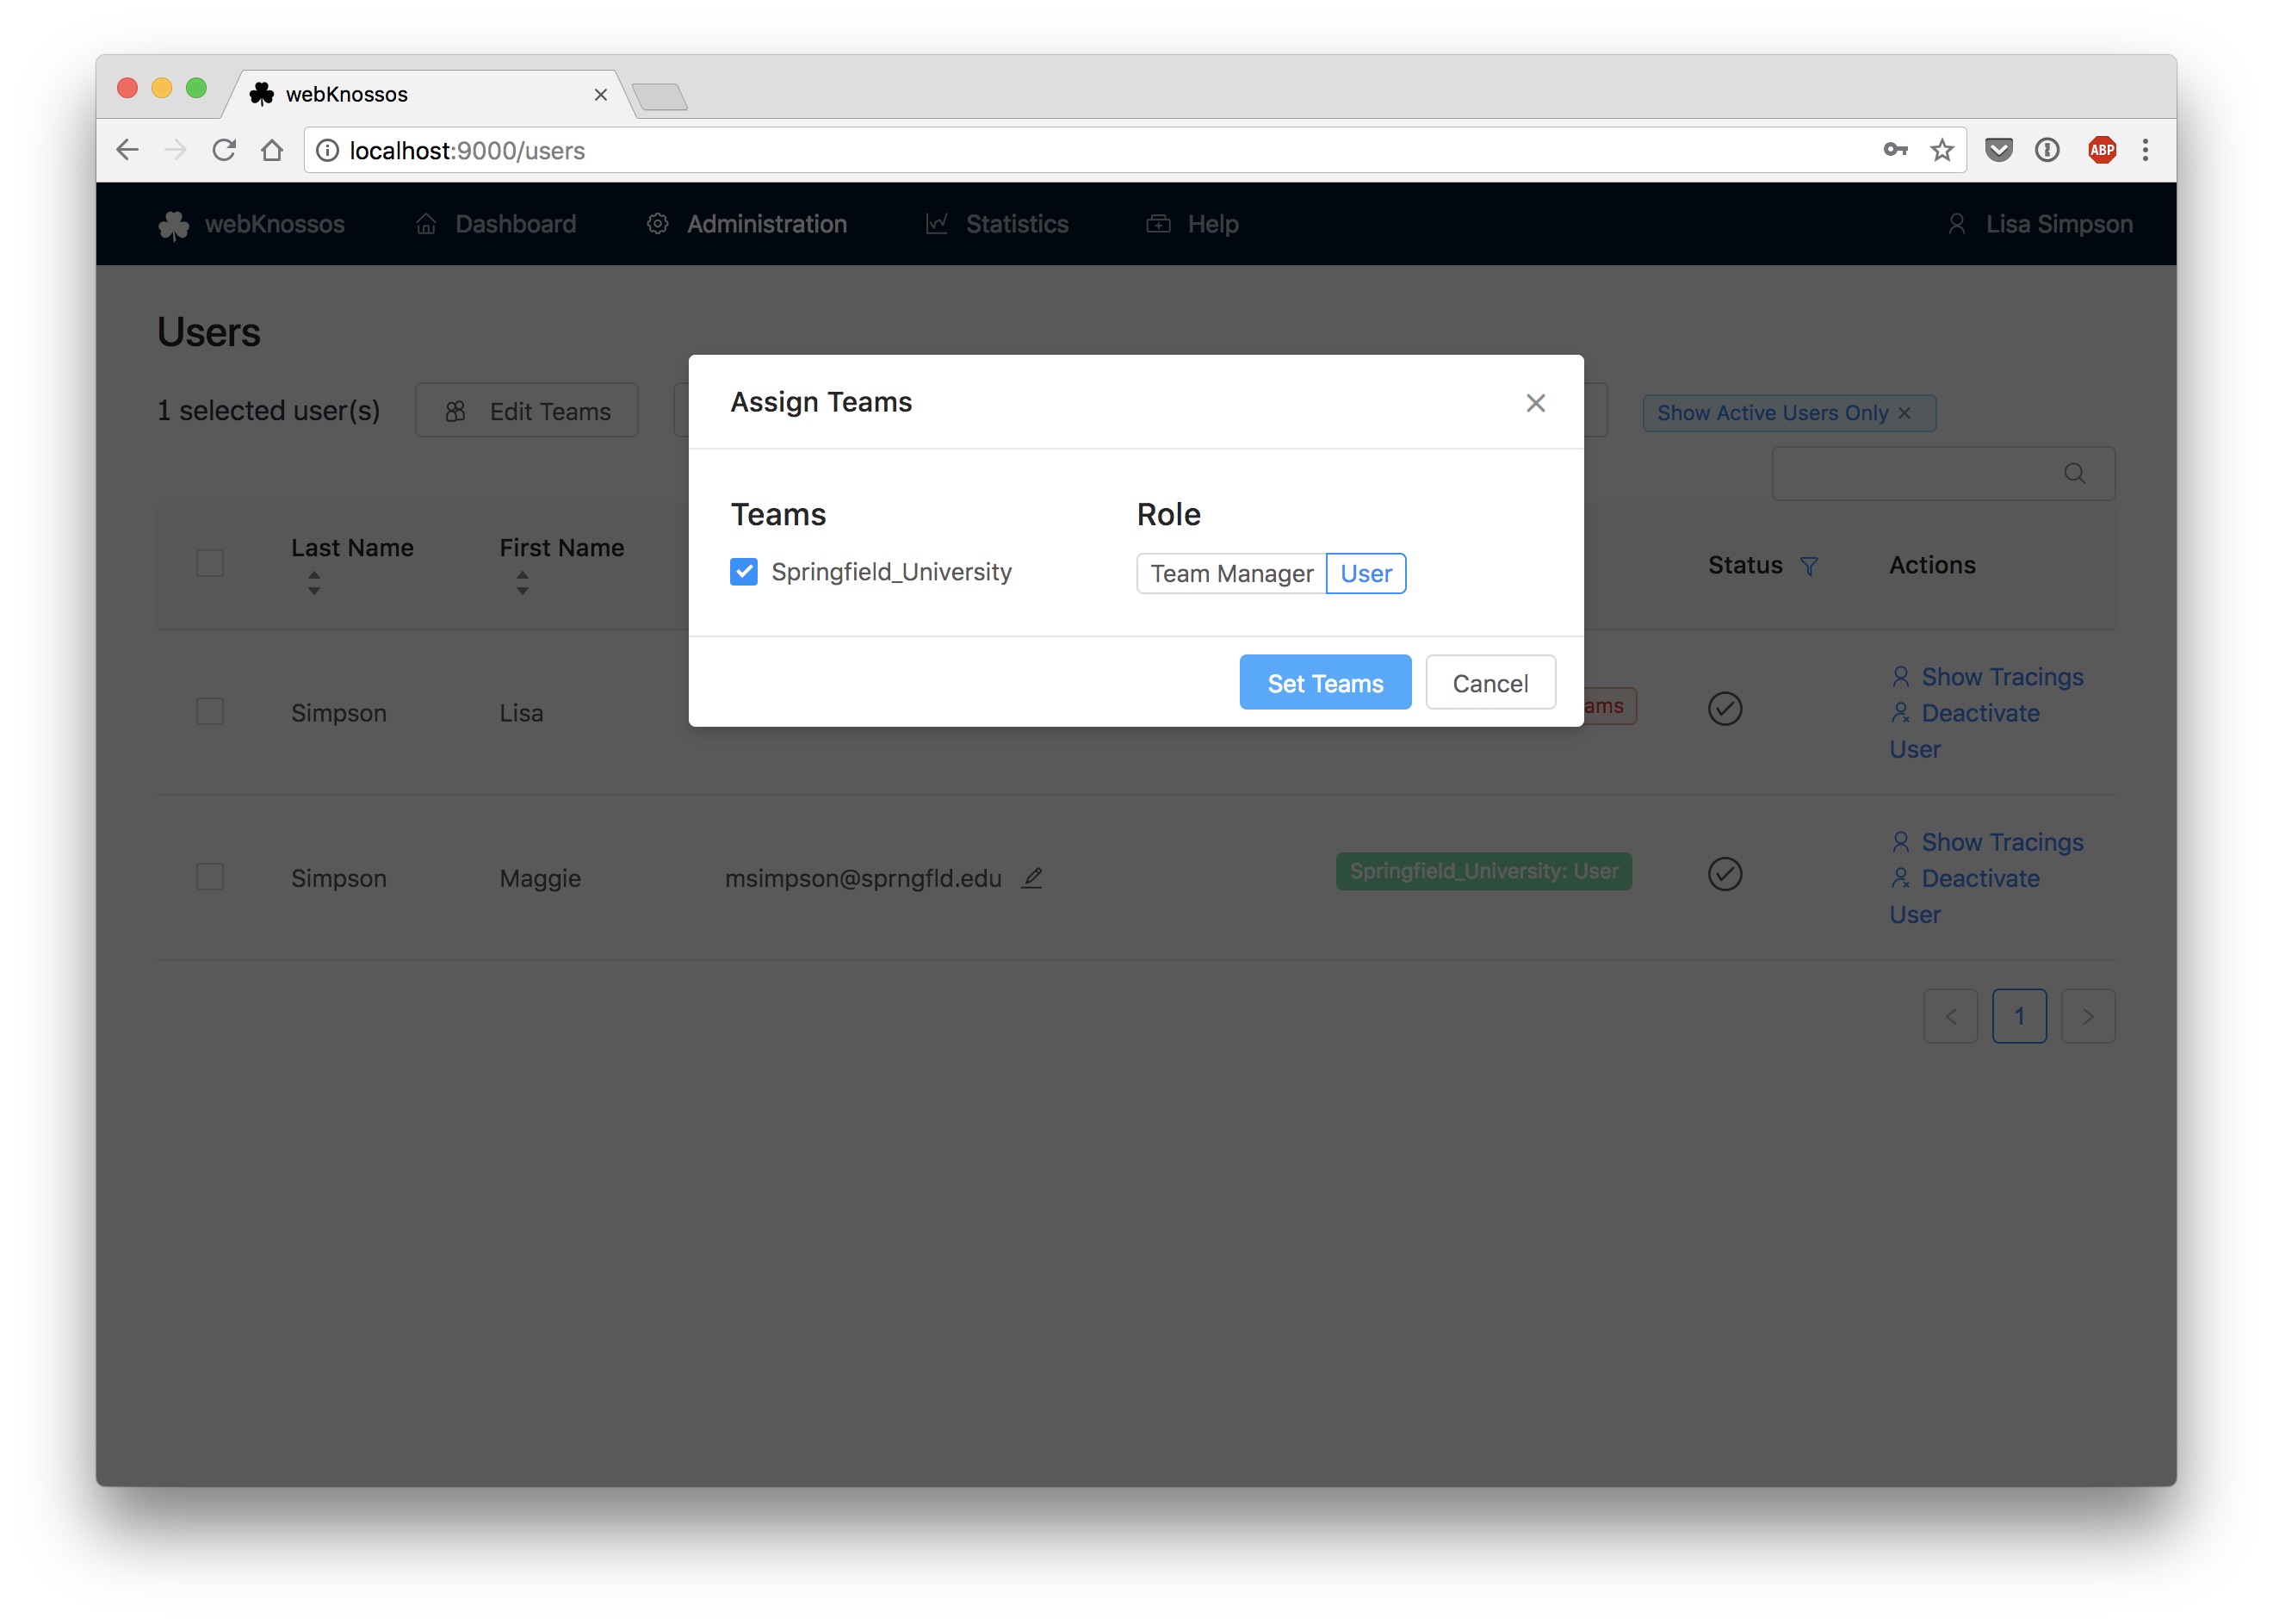 webKnossos
localhost:9000/users
ABP
webKnossos Dashboard Administration Statistics Help Lisa Simpson
Users
1 selected user(s) Edit Teams Show Active Users Only
Assign Teams
Teams Role
Springfield_University Team Manager User
Set Teams Cancel
Last Name First Name Status Actions
Simpson Lisa Show Tracings
Deactivate
User
Simpson Maggie msimpson@sprngfld.edu Springfield_University: User Show Tracings
Deactivate
User
< 1 >